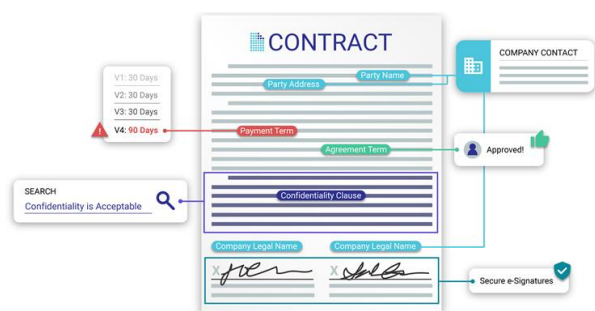 CONTRACT
COMPANY CONTACT
Party Name
Party Address
V1: 30 Days
V2: 30 Days
V3: 30 Days
V4: 90 Days
Payment Term
Agreement Term
Approved!
SEARCH
Confidentiality is Acceptable
Confidentiality Clause
Company Legal Name
Company Legal Name
X
X
Secure e-Signatures